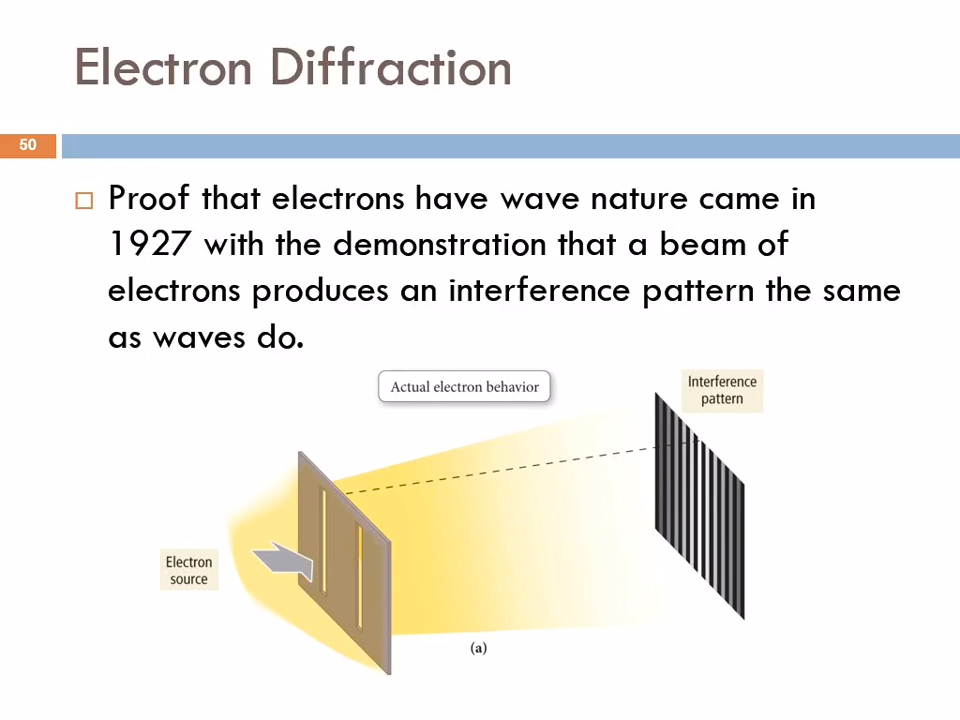 Electron Diffraction
50
Proof that electrons have wave nature came in
1927 with the demonstration that a beam of
electrons produces an interference pattern the same
as waves do.
Actual electron behavior
Interference
pattern
Electron
source
(a)